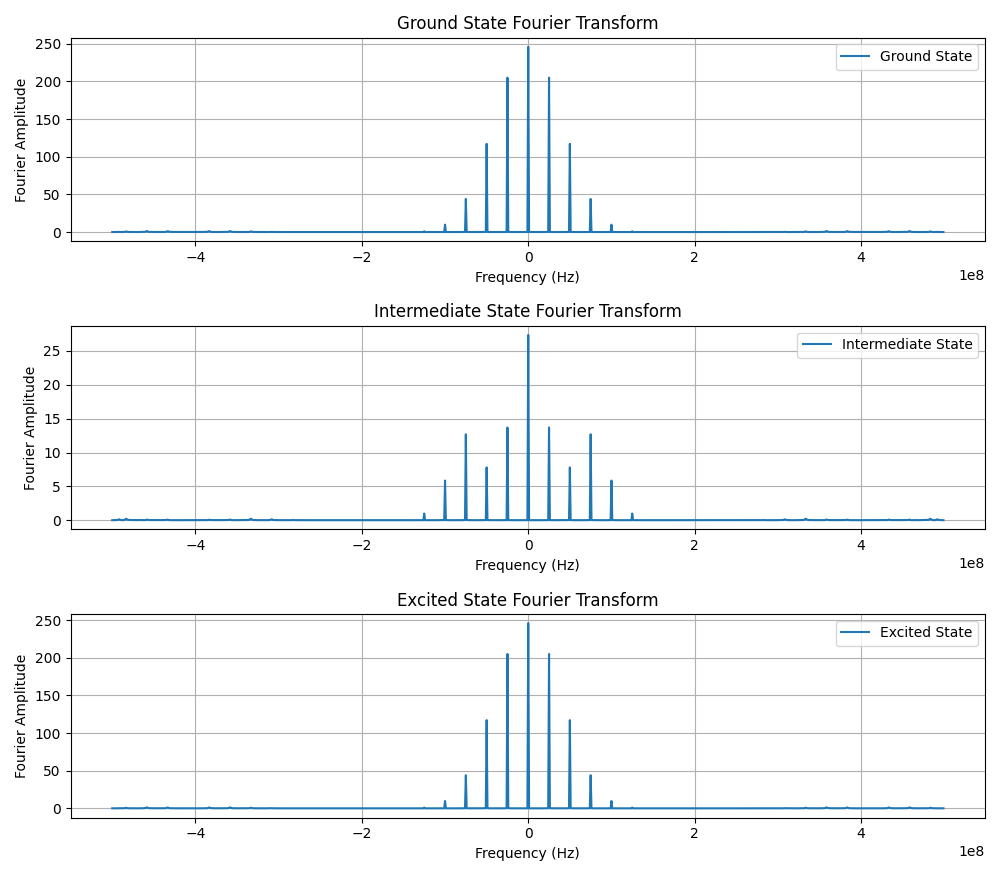 Ground State Fourier Transform
Fourier Amplitude
250
200
150
100
50
0
Ground State
−4
−2
0
2
4
1e8
Frequency (Hz)
Intermediate State Fourier Transform
Fourier Amplitude
25
20
15
10
5
0
Intermediate State
−4
−2
0
2
4
1e8
Frequency (Hz)
Excited State Fourier Transform
Fourier Amplitude
250
200
150
100
50
0
Excited State
−4
−2
0
2
4
1e8
Frequency (Hz)